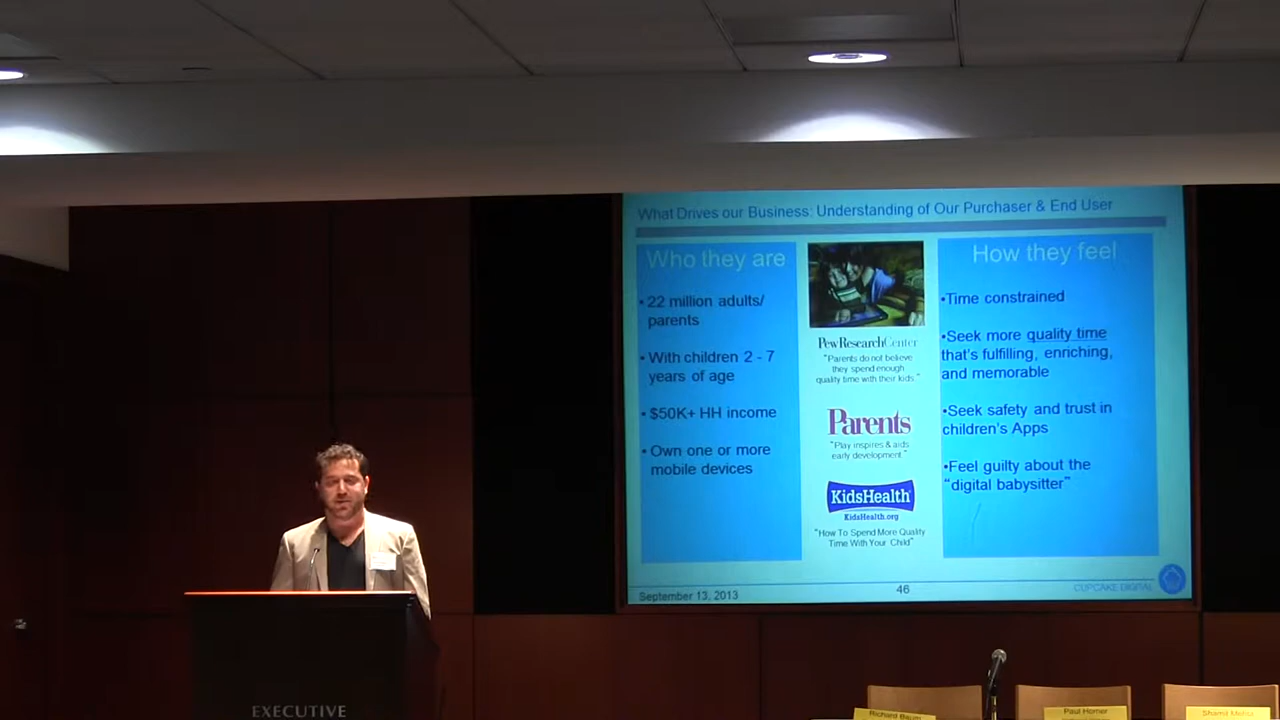 What Drives our Business: Understanding of Our Purchaser & End User
Who they are
• 22 million adults/
parents
• With children 2 - 7
years of age
• $50K+ HH income
• Own one or more
mobile devices
PewResearchCenter
"Parents do not believe
they spend enough
quality time with their kids."
Parents
"Play inspires & aids
early development."
KidsHealth
KidsHealth.org
"How To Spend More Quality
Time With Your Child"
How they feel
•Time constrained
•Seek more quality time
that's fulfilling, enriching,
and memorable
•Seek safety and trust in
children's Apps
•Feel guilty about the
"digital babysitter"
September 13, 2013
46
CUPCAKE DIGITAL
EXECUTIVE
Richard Baum
Paul Horner
Shamit